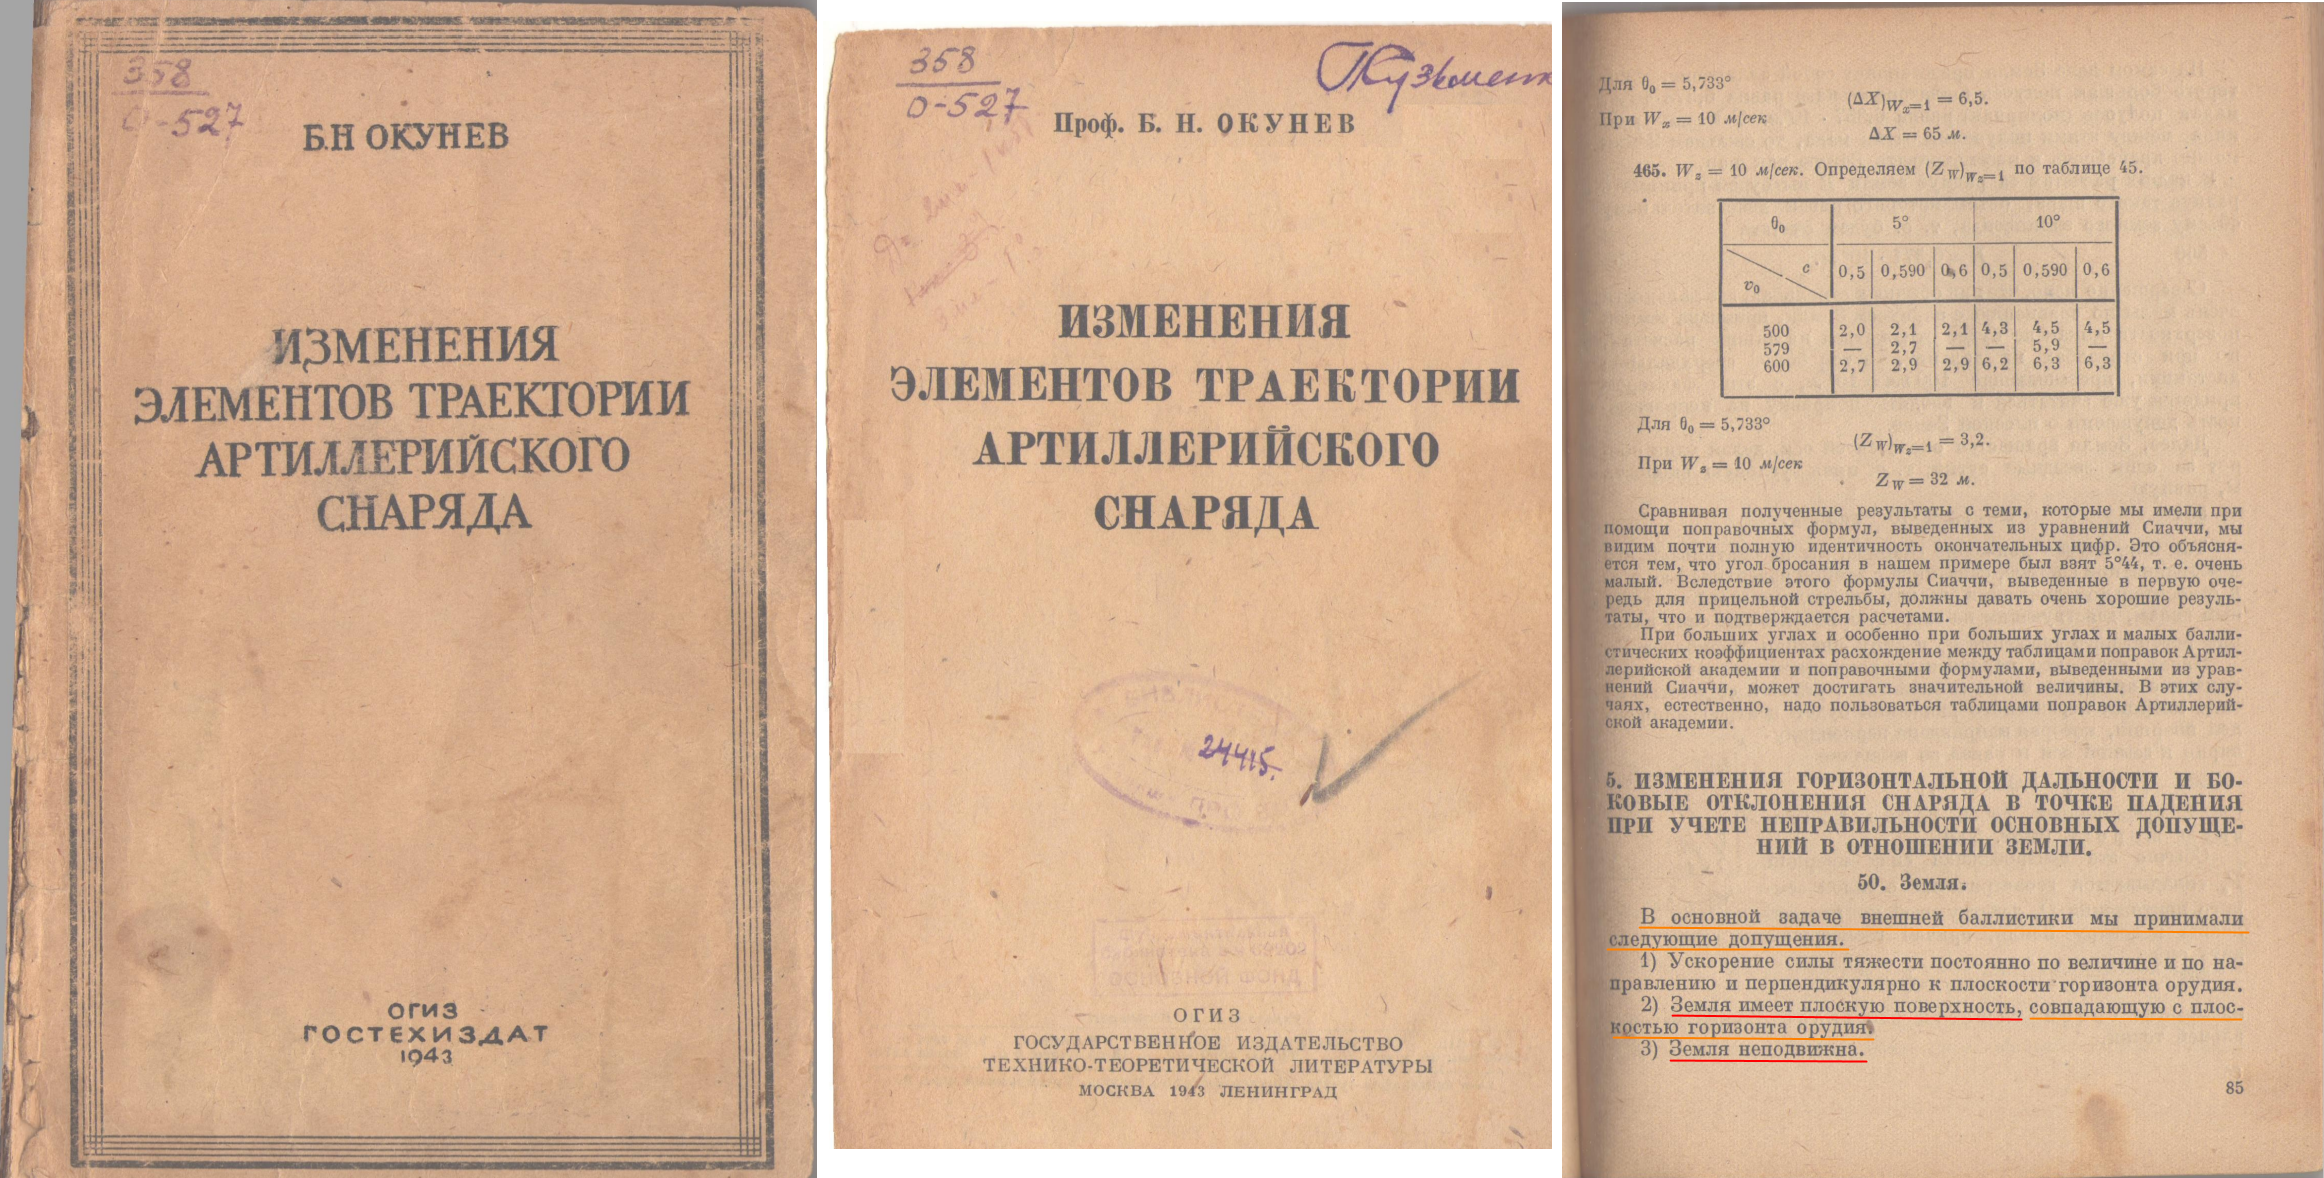 358
О-527
Б.Н ОКУНЕВ
ИЗМЕНЕНИЯ
ЭЛЕМЕНТОВ ТРАЕКТОРИИ
АРТИЛЛЕРИЙСКОГО
СНАРЯДА
ОГИЗ
ГОСТЕХИЗДАТ
1943
358
О-527
Проф. Б. Н. ОКУНЕВ
ИЗМЕНЕНИЯ
ЭЛЕМЕНТОВ ТРАЕКТОРИИ
АРТИЛЛЕРИЙСКОГО
СНАРЯДА
24415.
ОГИЗ
ГОСУДАРСТВЕННОЕ ИЗДАТЕЛЬСТВО
ТЕХНИКО-ТЕОРЕТИЧЕСКОЙ ЛИТЕРАТУРЫ
МОСКВА 1943 ЛЕНИНГРАД
Для θ₀ = 5,733°
(ΔX)Wₓ=1 = 6,5.
При Wₓ = 10 м/сек
ΔX = 65 м.
465. W_z = 10 м/сек. Определяем (Z_W)W_z=1 по таблице 45.
θ₀ 5° 10°
c 0,5 0,590 0,6 0,5 0,590 0,6
v₀
500 2,0 2,1 2,1 4,3 4,5 4,5
579 — 2,7 — — 5,9 —
600 2,7 2,9 2,9 6,2 6,3 6,3
Для θ₀ = 5,733°
(Z_W)W_z=1 = 3,2.
При W_z = 10 м/сек
Z_W = 32 м.
Сравнивая полученные результаты с теми, которые мы имели при
помощи поправочных формул, выведенных из уравнений Сиаччи, мы
видим почти полную идентичность окончательных цифр. Это объясня-
ется тем, что угол бросания в нашем примере был взят 5°44, т. е. очень
малый. Вследствие этого формулы Сиаччи, выведенные в первую оче-
редь для прицельной стрельбы, должны давать очень хорошие резуль-
таты, что и подтверждается расчетами.
При больших углах и особенно при больших углах и малых балли-
стических коэффициентах расхождение между таблицами поправок Артил-
лерийской академии и поправочными формулами, выведенными из урав-
нений Сиаччи, может достигать значительной величины. В этих слу-
чаях, естественно, надо пользоваться таблицами поправок Артиллерий-
ской академии.
5. ИЗМЕНЕНИЯ ГОРИЗОНТАЛЬНОЙ ДАЛЬНОСТИ И БО-
КОВЫЕ ОТКЛОНЕНИЯ СНАРЯДА В ТОЧКЕ ПАДЕНИЯ
ПРИ УЧЕТЕ НЕПРАВИЛЬНОСТИ ОСНОВНЫХ ДОПУЩЕ-
НИЙ В ОТНОШЕНИИ ЗЕМЛИ.
50. Земля.
В основной задаче внешней баллистики мы принимали
следующие допущения.
1) Ускорение силы тяжести постоянно по величине и по на-
правлению и перпендикулярно к плоскости горизонта орудия.
2) Земля имеет плоскую поверхность, совпадающую с плос-
костью горизонта орудия.
3) Земля неподвижна.
85